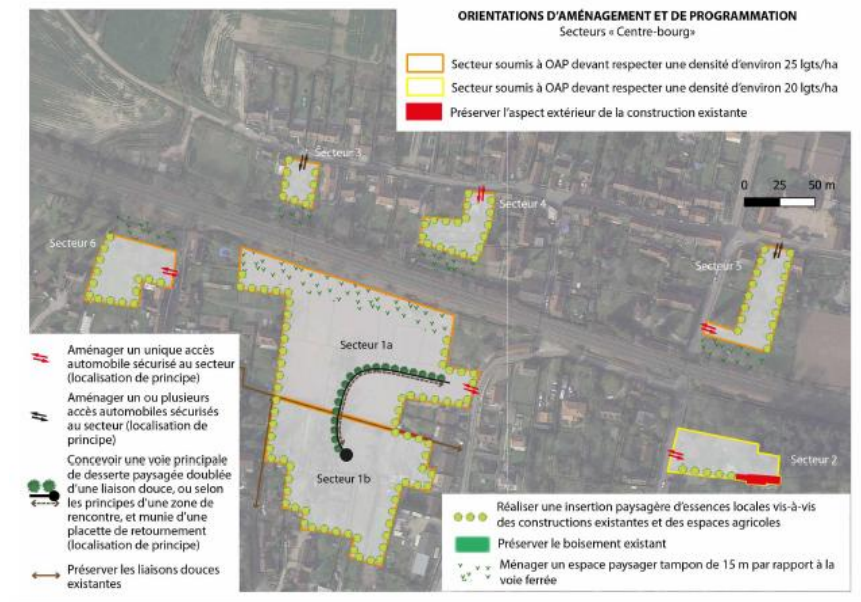 ORIENTATIONS D'AMÉNAGEMENT ET DE PROGRAMMATION
Secteurs « Centre-bourg»
Secteur soumis à OAP devant respecter une densité d'environ 25 lgts/ha
Secteur soumis à OAP devant respecter une densité d'environ 20 lgts/ha
Préserver l'aspect extérieur de la construction existante
Secteur 3
0 25 50 m
Secteur 4
Secteur 6
Secteur 5
Secteur 1a
Secteur 2
Secteur 1b
Aménager un unique accès
automobile sécurisé au secteur
(localisation de principe)
Aménager un ou plusieurs
accès automobiles sécurisés
au secteur (localisation de
principe)
Concevoir une voie principale
de desserte paysagée doublée
d'une liaison douce, ou selon
les principes d'une zone de
rencontre, et munie d'une
placette de retournement
(localisation de principe)
Préserver les liaisons douces
existantes
Réaliser une insertion paysagère d'essences locales vis-à-vis
des constructions existantes et des espaces agricoles
Préserver le boisement existant
Ménager un espace paysager tampon de 15 m par rapport à la
voie ferrée